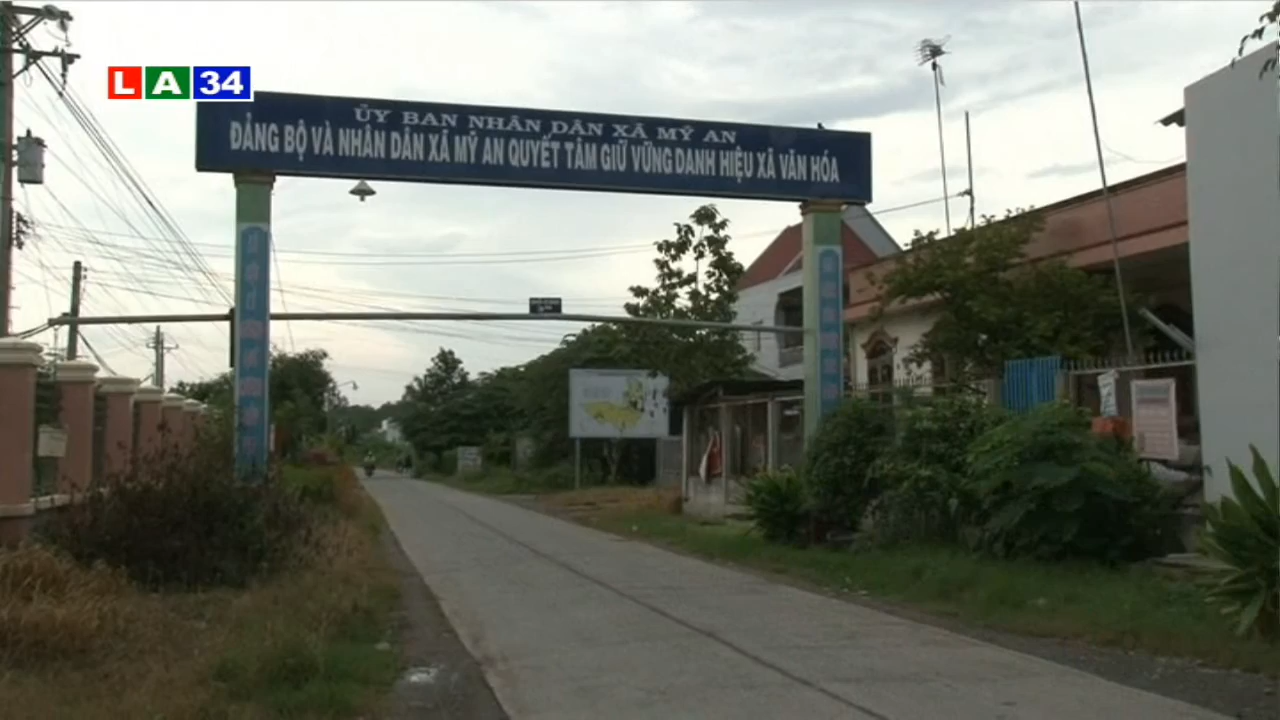 LA34
ỦY BAN NHÂN DÂN XÃ MỸ AN
ĐẢNG BỘ VÀ NHÂN DÂN XÃ MỸ AN QUYẾT TÂM GIỮ VỮNG DANH HIỆU XÃ VĂN HÓA